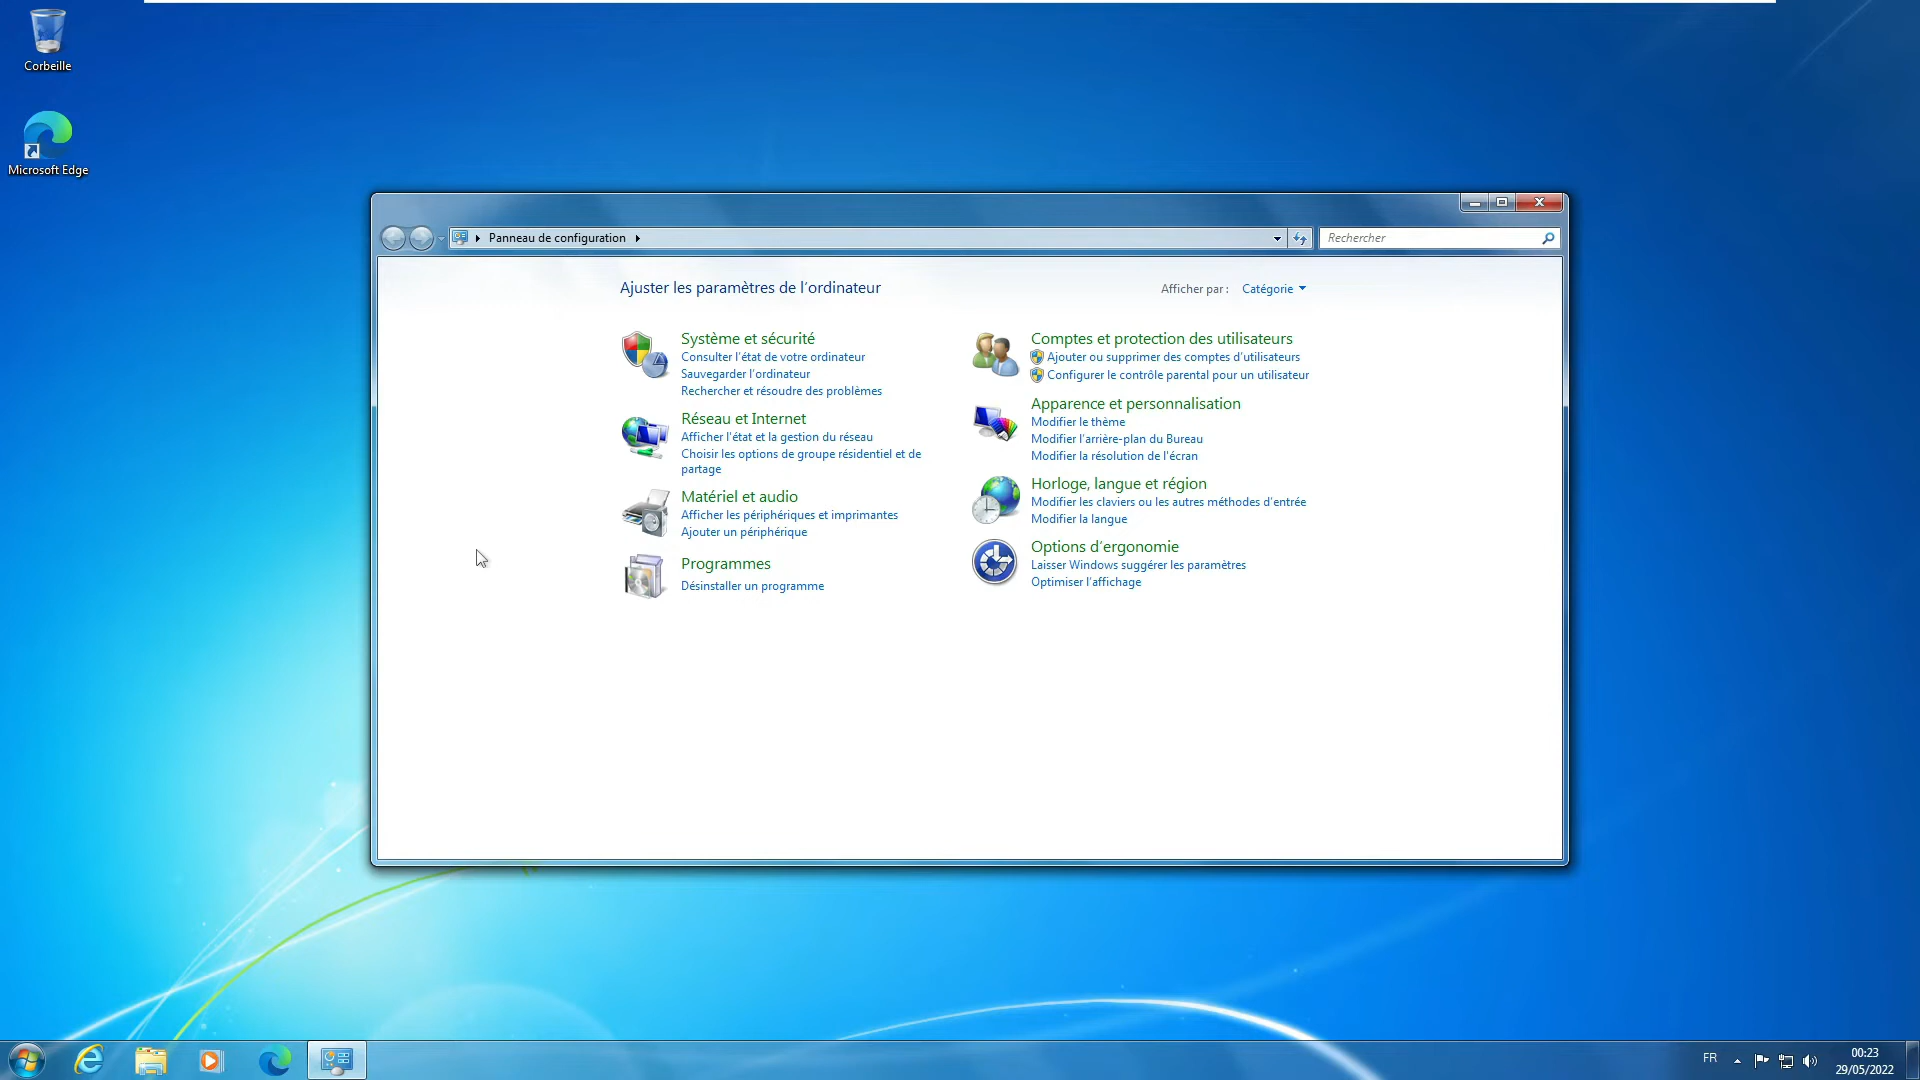 Corbeille
Microsoft Edge
Panneau de configuration
Rechercher
Ajuster les paramètres de l'ordinateur
Afficher par :
Catégorie
Système et sécurité
Consulter l'état de votre ordinateur
Sauvegarder l'ordinateur
Rechercher et résoudre des problèmes
Réseau et Internet
Afficher l'état et la gestion du réseau
Choisir les options de groupe résidentiel et de
partage
Matériel et audio
Afficher les périphériques et imprimantes
Ajouter un périphérique
Programmes
Désinstaller un programme
Comptes et protection des utilisateurs
Ajouter ou supprimer des comptes d'utilisateurs
Configurer le contrôle parental pour un utilisateur
Apparence et personnalisation
Modifier le thème
Modifier l'arrière-plan du Bureau
Modifier la résolution de l'écran
Horloge, langue et région
Modifier les claviers ou les autres méthodes d'entrée
Modifier la langue
Options d'ergonomie
Laisser Windows suggérer les paramètres
Optimiser l'affichage
FR
00:23
29/05/2022